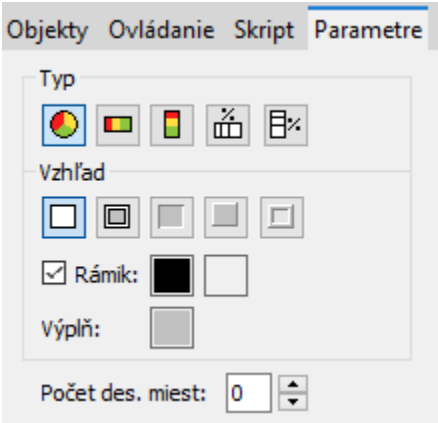 Objekty Ovládanie Skript Parametre
Typ
% %
Vzhľad
Rámik:
Výplň:
Počet des. miest: 0